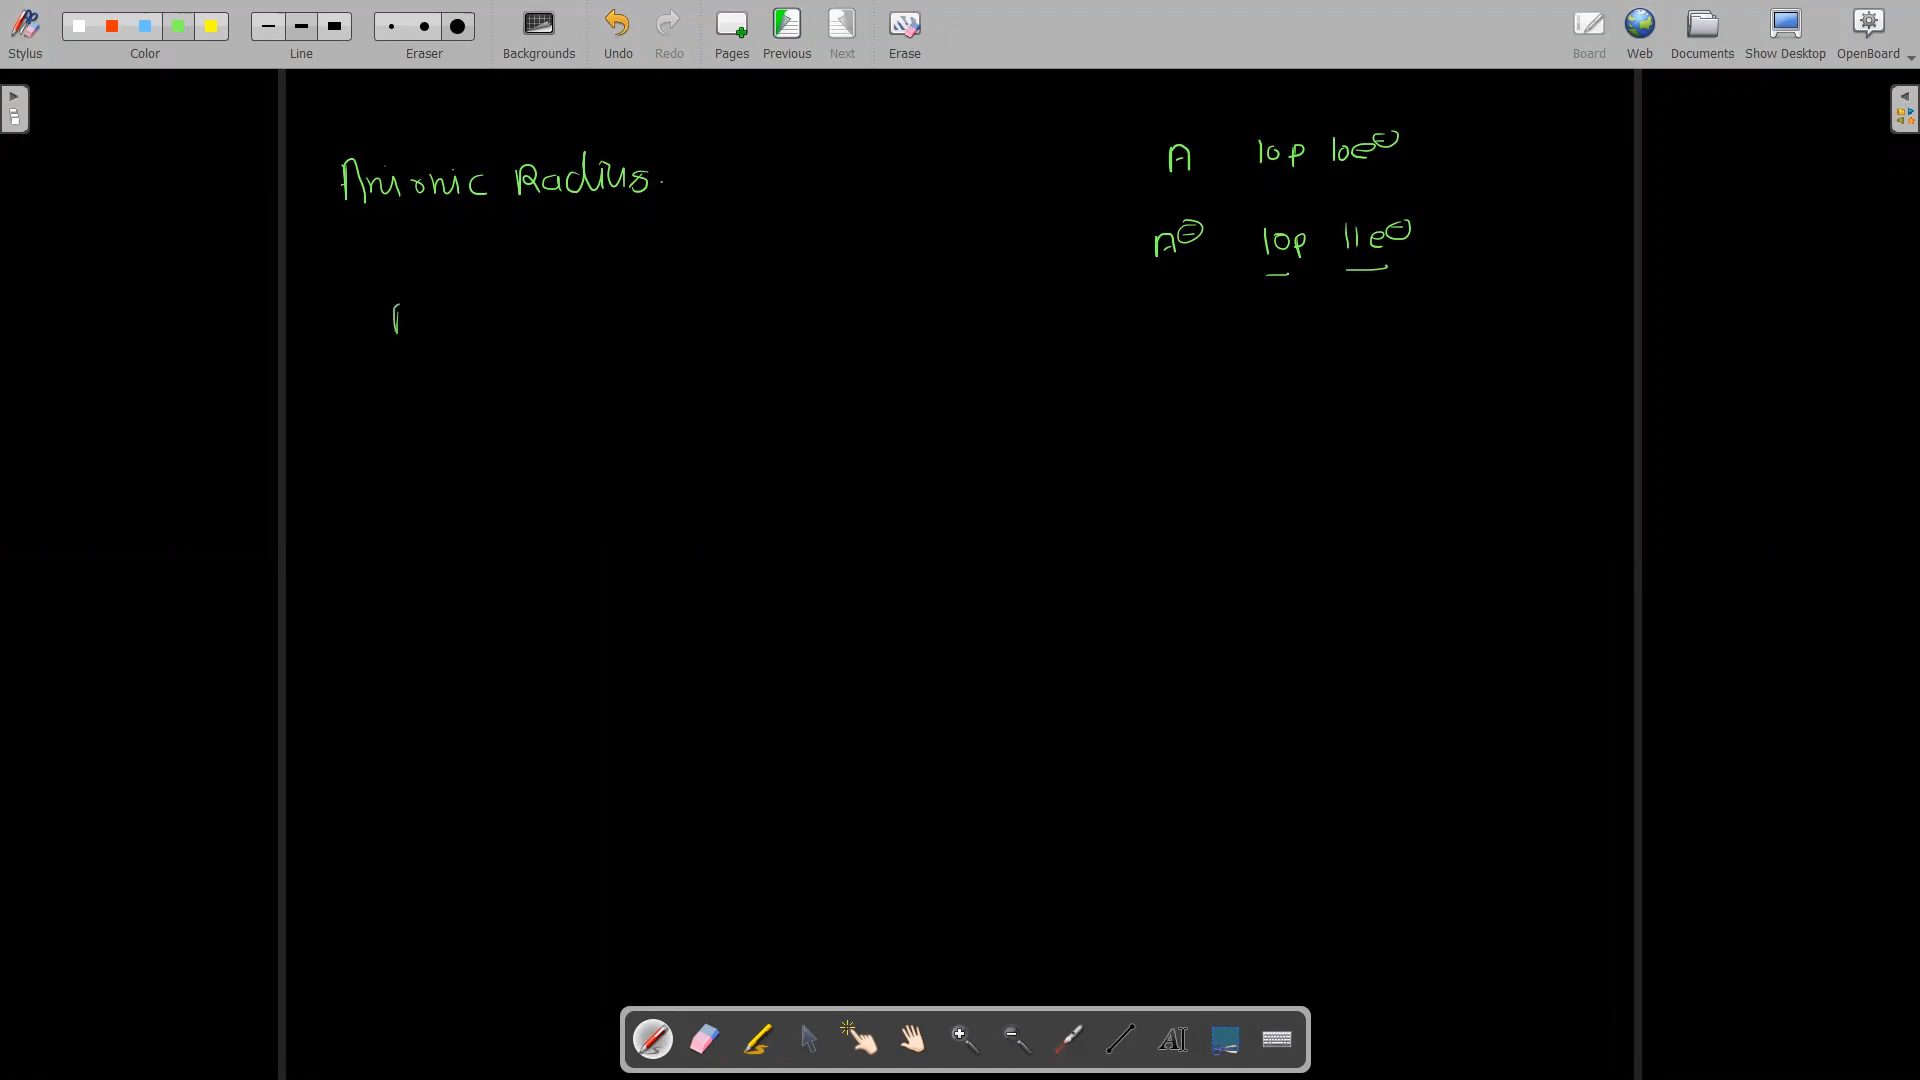 Stylus Color Line Eraser Backgrounds Undo Redo Pages Previous Next Erase Board Web Documents Show Desktop OpenBoard
Anionic Radius.
A 10p 10e⊖
A⊖ 10p 11e⊖